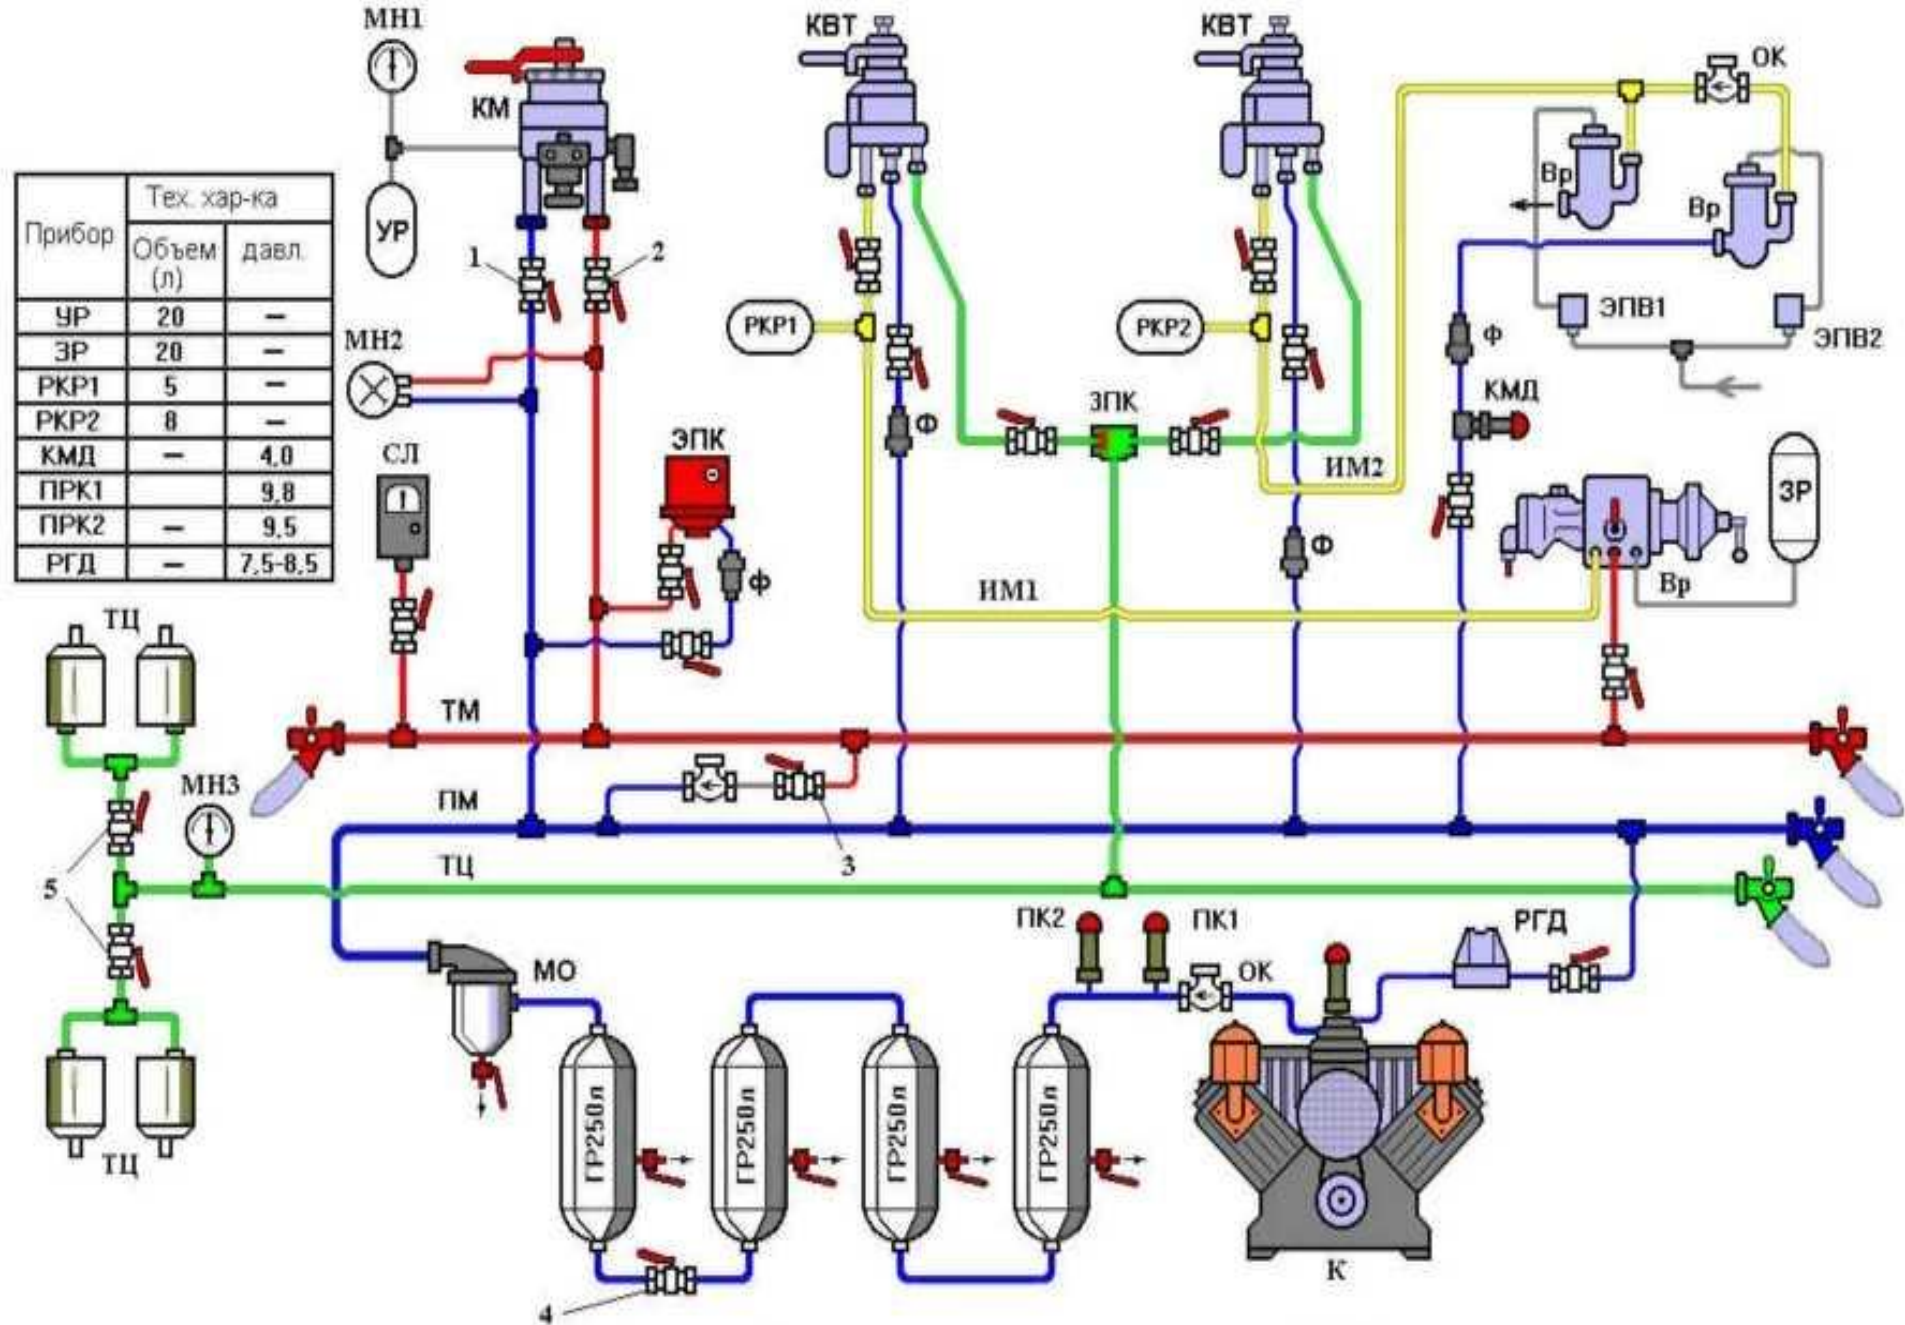 МН1
КМ
УР
1
2
МН2
СЛ
ЭПК
ф
КВТ
КВТ
РКР1
РКР2
Ф
Ф
ЗПК
ИМ1
ИМ2
ОК
Вр
Вр
ЭПВ1
ЭПВ2
ф
КМД
ЗР
Вр
Прибор
Тех. хар-ка
Объем
(л)
давл.
УР 20 –
ЗР 20 –
РКР1 5 –
РКР2 8 –
КМД – 4,0
ПРК1 9,8
ПРК2 – 9,5
РГД – 7,5-8,5
ТЦ
МН3
5
ТЦ
ТМ
ПМ
3
ТЦ
МО
ГР250л
ГР250л
ГР250л
ГР250л
4
ПК2
ПК1
ОК
РГД
К